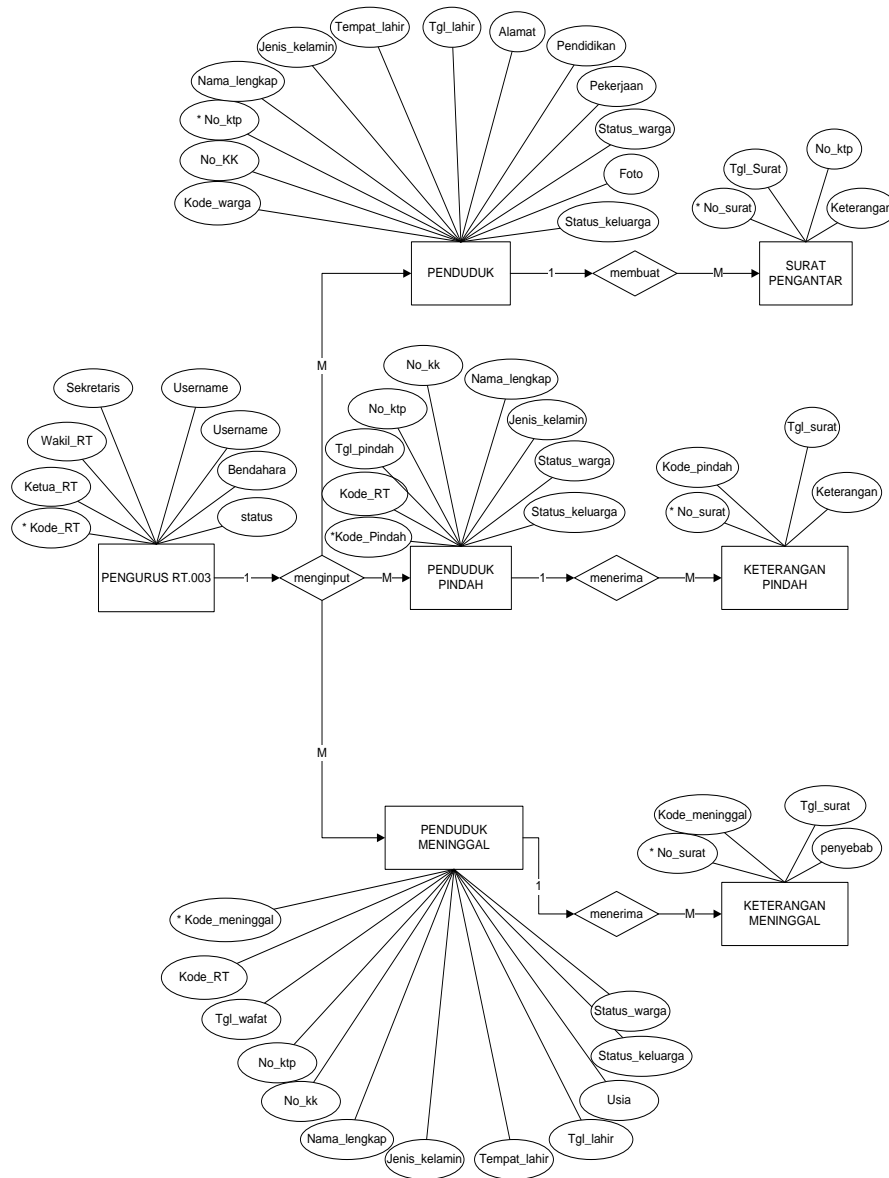 Tempat_lahir
Tgl_lahir
Alamat
Jenis_kelamin
Pendidikan
Nama_lengkap
Pekerjaan
* No_ktp
Status_warga
No_KK
Foto
Kode_warga
Status_keluarga
No_ktp
Tgl_Surat
* No_surat
Keterangan
PENDUDUK
1
membuat
M
SURAT
PENGANTAR
M
No_kk
Nama_lengkap
No_ktp
Jenis_kelamin
Tgl_pindah
Status_warga
Kode_RT
Status_keluarga
*Kode_Pindah
Sekretaris
Username
Wakil_RT
Username
Ketua_RT
Bendahara
* Kode_RT
status
Tgl_surat
Kode_pindah
* No_surat
Keterangan
PENGURUS RT.003
1
menginput
M
PENDUDUK
PINDAH
1
menerima
M
KETERANGAN
PINDAH
M
PENDUDUK
MENINGGAL
Kode_meninggal
Tgl_surat
* No_surat
penyebab
1
menerima
M
KETERANGAN
MENINGGAL
* Kode_meninggal
Kode_RT
Tgl_wafat
No_ktp
No_kk
Nama_lengkap
Jenis_kelamin
Tempat_lahir
Tgl_lahir
Usia
Status_keluarga
Status_warga